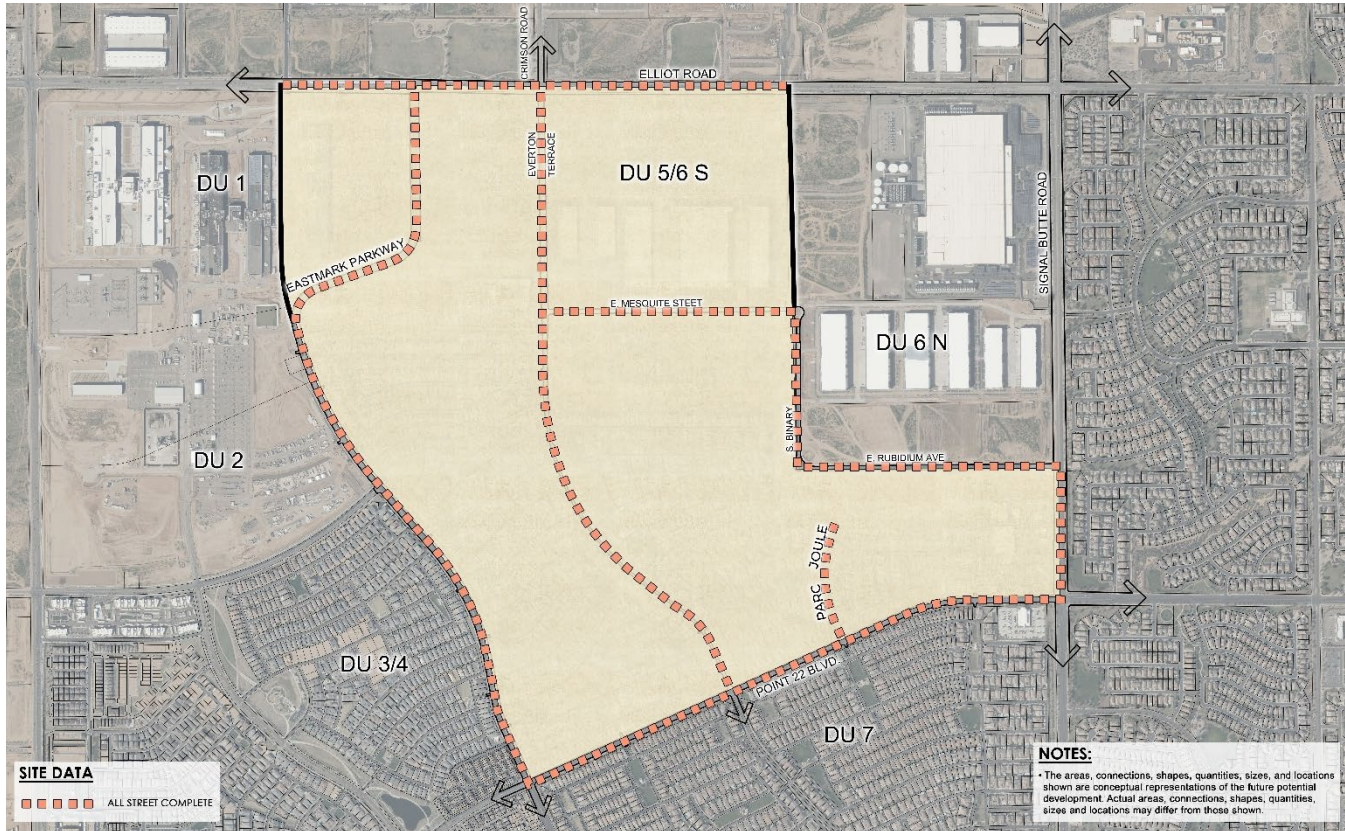 CRIMSON ROAD
ELLIOT ROAD
EVERTON
TERRACE
DU 5/6 S
DU 1
SIGNAL BUTTE ROAD
EASTMARK PARKWAY
E. MESQUITE STEET
DU 6 N
S. BINARY
E. RUBIDIUM AVE
DU 2
PARC JOULE
DU 3/4
POINT 22 BLVD.
DU 7
SITE DATA
ALL STREET COMPLETE
NOTES:
• The areas, connections, shapes, quantities, sizes, and locations
shown are conceptual representations of the future potential
development. Actual areas, connections, shapes, quantities,
sizes and locations may differ from those shown.